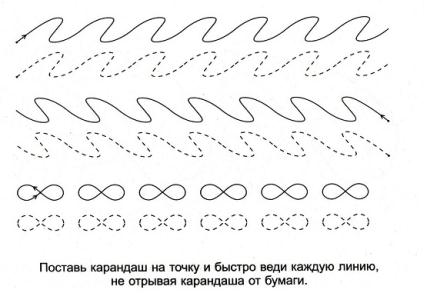 Поставь карандаш на точку и быстро веди каждую линию,
не отрывая карандаша от бумаги.